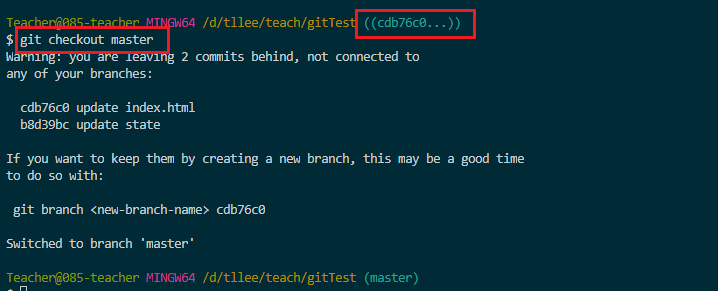 Teacher@085-teacher MINGW64 /d/tllee/teach/gitTest ((cdb76c0...))
$ git checkout master
Warning: you are leaving 2 commits behind, not connected to
any of your branches:
cdb76c0 update index.html
b8d39bc update state
If you want to keep them by creating a new branch, this may be a good time
to do so with:
git branch <new-branch-name> cdb76c0
Switched to branch 'master'
Teacher@085-teacher MINGW64 /d/tllee/teach/gitTest (master)
$